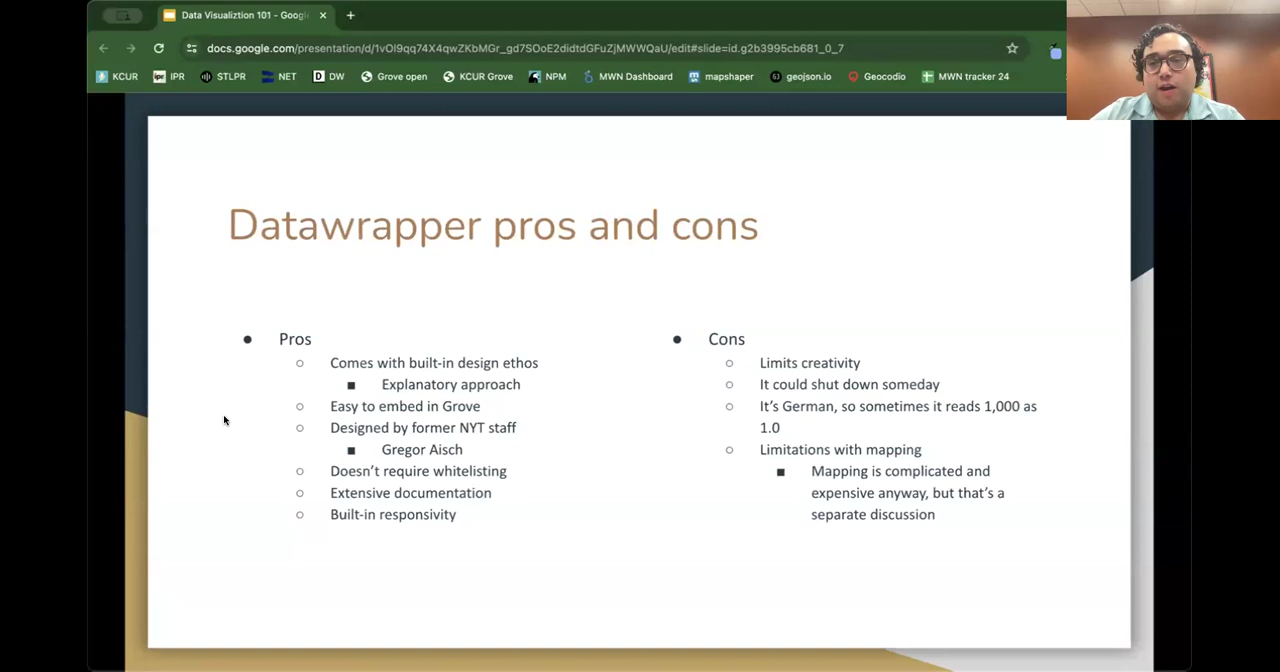 Data Visualiztion 101 - Goog
docs.google.com/presentation/d/1vOl9qq74X4qwZKbMGr_gd7SOoE2didtdGFuZjMWWQaU/edit#slide=id.g2b3995cb681_0_7
KCUR
ipr IPR
STLPR
NET
D DW
Grove open
KCUR Grove
NPM
MWN Dashboard
mapshaper
geojson.io
Geocodio
MWN tracker 24
Datawrapper pros and cons
Pros
Comes with built-in design ethos
Explanatory approach
Easy to embed in Grove
Designed by former NYT staff
Gregor Aisch
Doesn't require whitelisting
Extensive documentation
Built-in responsivity
Cons
Limits creativity
It could shut down someday
It's German, so sometimes it reads 1,000 as
1.0
Limitations with mapping
Mapping is complicated and
expensive anyway, but that's a
separate discussion